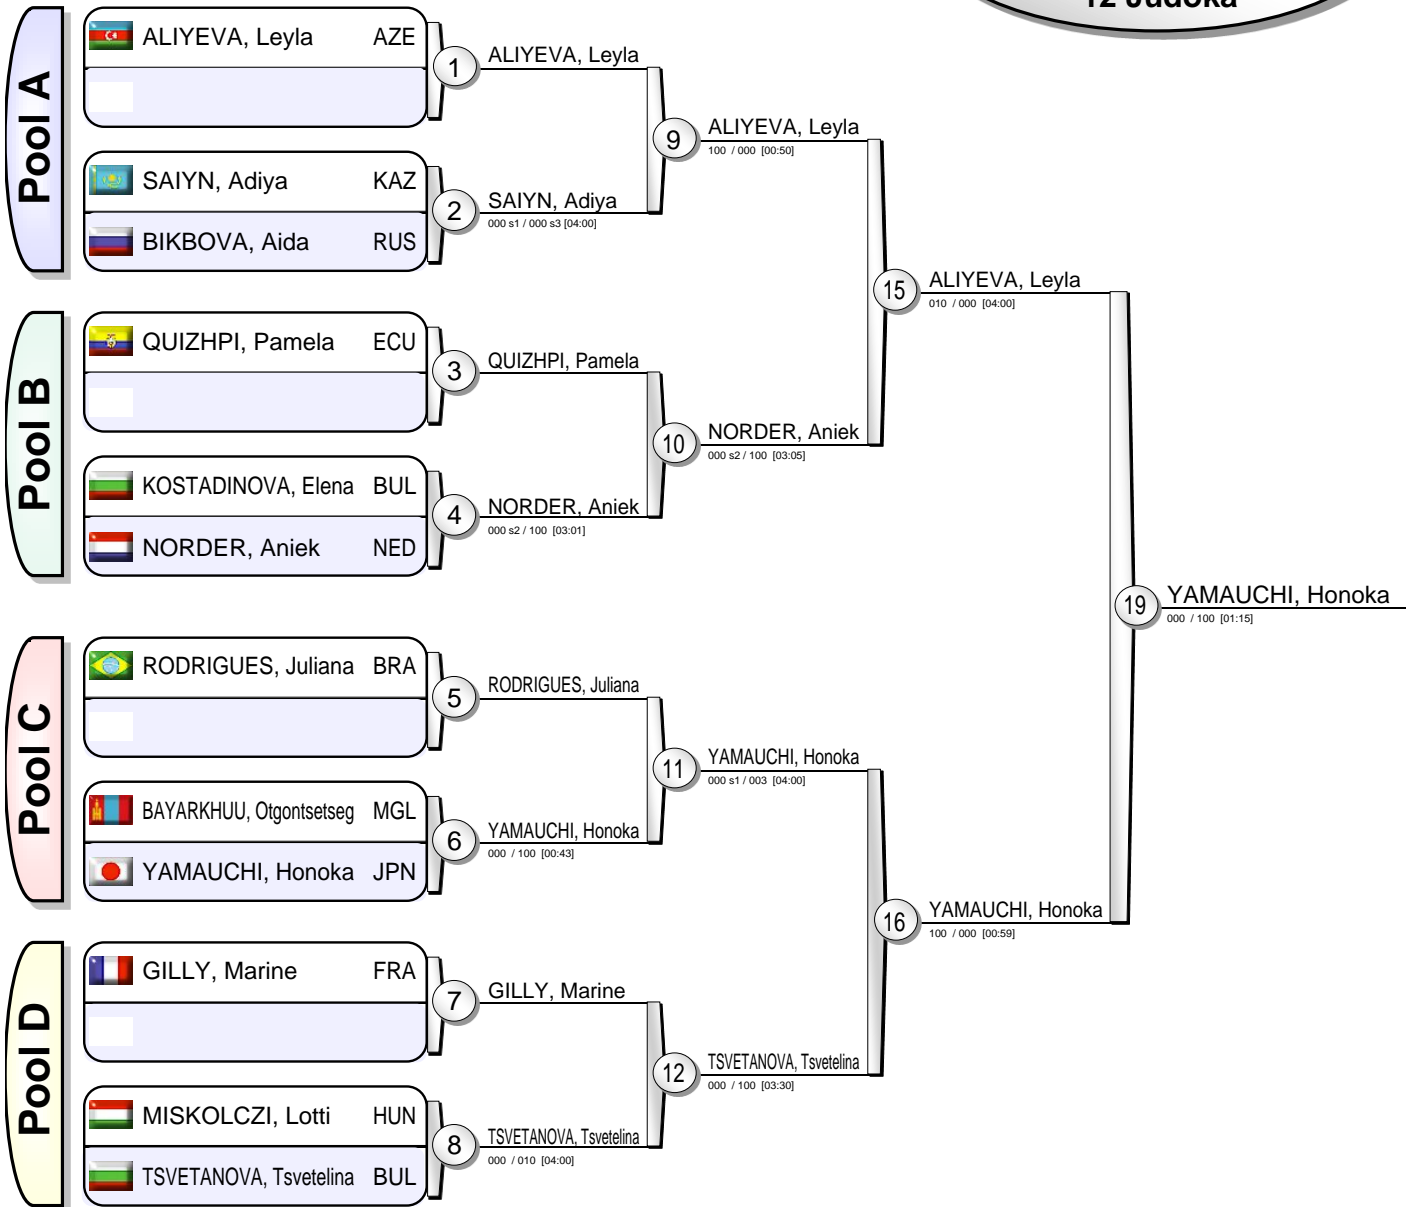 12 Judoka
Pool A
ALIYEVA, Leyla AZE
1
ALIYEVA, Leyla
SAIYN, Adiya KAZ
BIKBOVA, Aida RUS
2
SAIYN, Adiya
000 s1 / 000 s3 [04:00]
9
ALIYEVA, Leyla
100 / 000 [00:50]
Pool B
QUIZHPI, Pamela ECU
3
QUIZHPI, Pamela
KOSTADINOVA, Elena BUL
NORDER, Aniek NED
4
NORDER, Aniek
000 s2 / 100 [03:01]
10
NORDER, Aniek
000 s2 / 100 [03:05]
15
ALIYEVA, Leyla
010 / 000 [04:00]
Pool C
RODRIGUES, Juliana BRA
5
RODRIGUES, Juliana
BAYARKHUU, Otgontsetseg MGL
YAMAUCHI, Honoka JPN
6
YAMAUCHI, Honoka
000 / 100 [00:43]
11
YAMAUCHI, Honoka
000 s1 / 003 [04:00]
Pool D
GILLY, Marine FRA
7
GILLY, Marine
MISKOLCZI, Lotti HUN
TSVETANOVA, Tsvetelina BUL
8
TSVETANOVA, Tsvetelina
000 / 010 [04:00]
12
TSVETANOVA, Tsvetelina
000 / 100 [03:30]
16
YAMAUCHI, Honoka
100 / 000 [00:59]
19
YAMAUCHI, Honoka
000 / 100 [01:15]